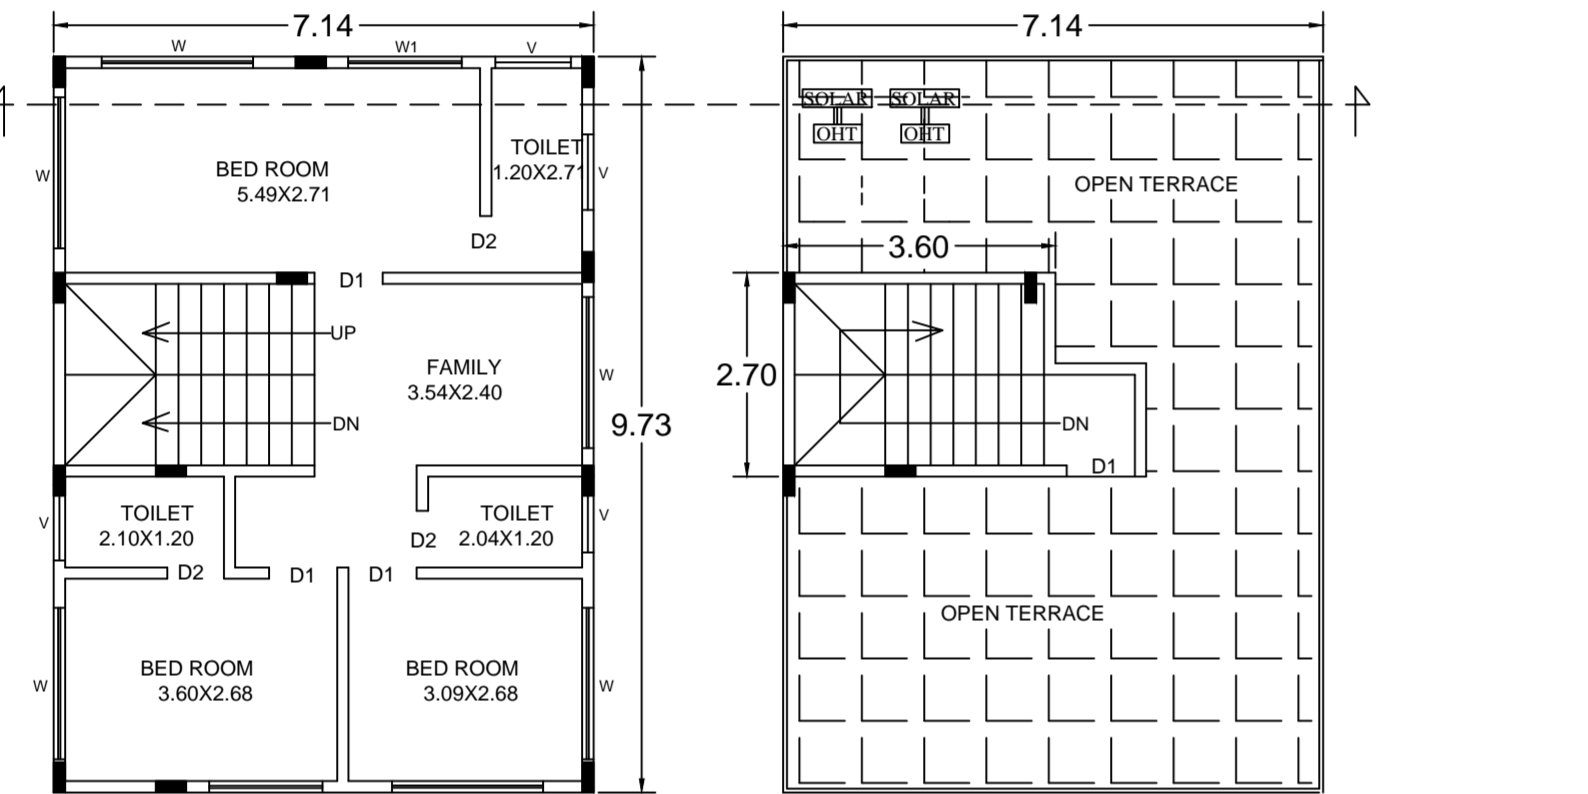 7.14
W
W1
V
BED ROOM
5.49X2.71
TOILET
1.20X2.71
W
V
D2
D1
UP
FAMILY
3.54X2.40
W
DN
9.73
TOILET
2.10X1.20
V
TOILET
2.04X1.20
V
D2
D2
D1
D1
BED ROOM
3.60X2.68
W
BED ROOM
3.09X2.68
W
7.14
SOLAR
SOLAR
OHT
OHT
OPEN TERRACE
3.60
2.70
DN
D1
OPEN TERRACE